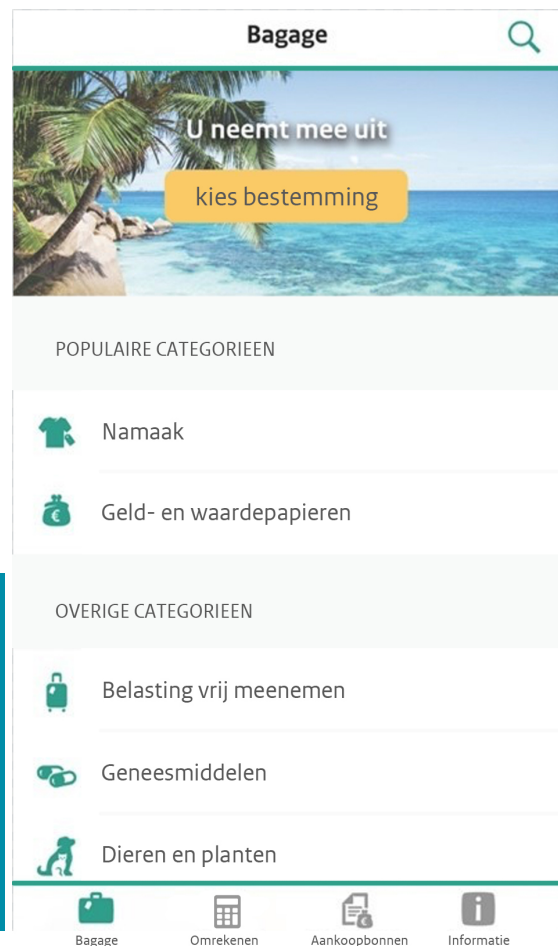 Bagage
U neemt mee uit
kies bestemming
POPULAIRE CATEGORIEEN
Namaak
Geld- en waardepapieren
OVERIGE CATEGORIEEN
Belasting vrij meenemen
Geneesmiddelen
Dieren en planten
Bagage Omrekenen Aankoopbonnen Informatie